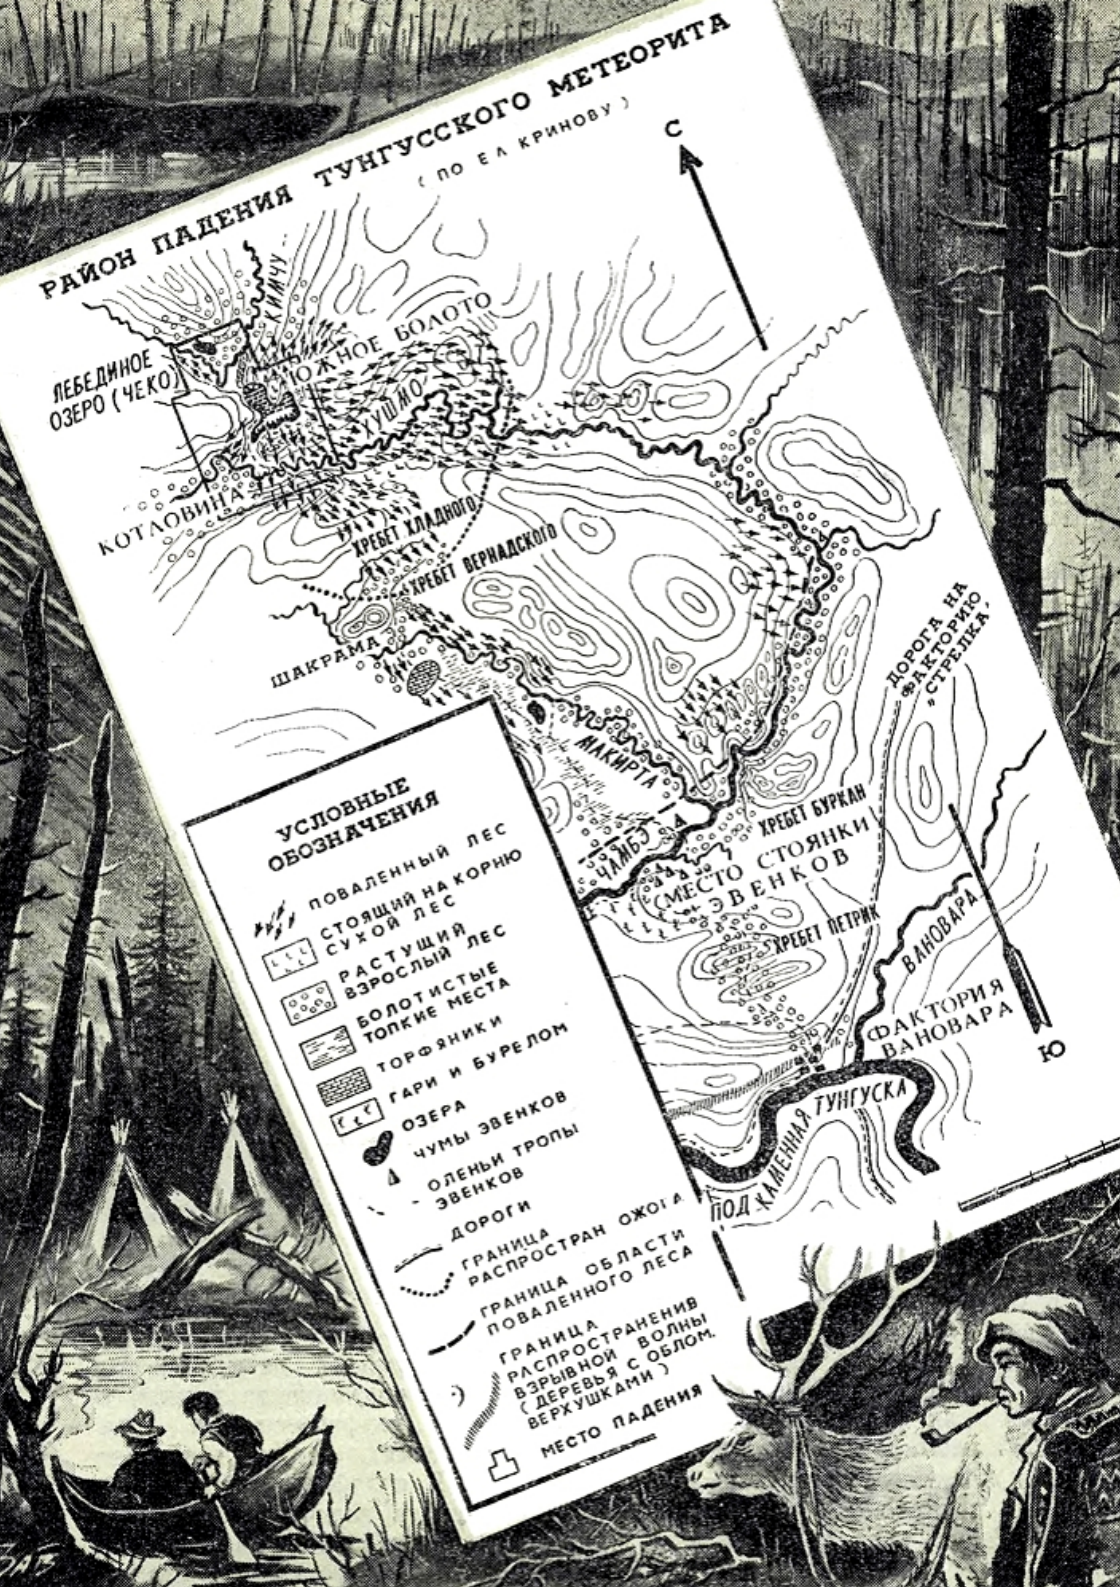 РАЙОН ПАДЕНИЯ ТУНГУССКОГО МЕТЕОРИТА
( ПО Е Л КРИНОВУ )
С
КИМЧУ
ЮЖНОЕ БОЛОТО
ЛЕБЕДИНОЕ
ОЗЕРО ( ЧЕКО )
ХУШМО
КОТЛОВИНА
ХРЕБЕТ ХЛАДНОГО
ХРЕБЕТ ВЕРНАДСКОГО
ШАКРАМА
ДОРОГА НА
ФАКТОРИЮ
„СТРЕЛКА"
МАКИРТА
ЧАМБЭ
ХРЕБЕТ БУРКАН
МЕСТО СТОЯНКИ
ЭВЕНКОВ
ХРЕБЕТ ПЕТРИК
ВАНОВАРА
ФАКТОРИЯ
ВАНОВАРА
Ю
ПОДКАМЕННАЯ ТУНГУСКА
УСЛОВНЫЕ
ОБОЗНАЧЕНИЯ
ПОВАЛЕННЫЙ ЛЕС
СТОЯЩИЙ НА КОРНЮ
СУХОЙ ЛЕС
РАСТУЩИЙ
ВЗРОСЛЫЙ ЛЕС
БОЛОТИСТЫЕ
ТОПКИЕ МЕСТА
ТОРФЯНИКИ
ГАРИ И БУРЕЛОМ
ОЗЕРА
ЧУМЫ ЭВЕНКОВ
ОЛЕНЬИ ТРОПЫ
ЭВЕНКОВ
ДОРОГИ
ГРАНИЦА
РАСПРОСТРАН ОЖОГА
ГРАНИЦА ОБЛАСТИ
ПОВАЛЕННОГО ЛЕСА
ГРАНИЦА
РАСПРОСТРАНЕНИВ
ВЗРЫВНОЙ ВОЛНЫ
( ДЕРЕВЬЯ С ОБЛОМ.
ВЕРХУШКАМИ )
МЕСТО ПАДЕНИЯ